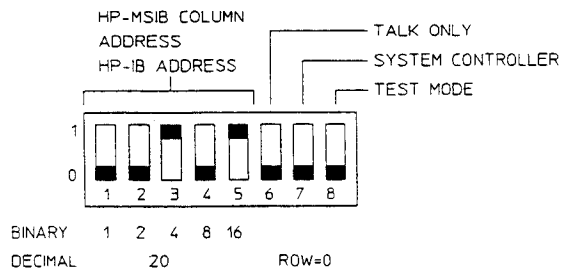 HP-MSIB COLUMN
ADDRESS
HP-IB ADDRESS
TALK ONLY
SYSTEM CONTROLLER
TEST MODE
1
0
1 2 3 4 5 6 7 8
BINARY 1 2 4 8 16
DECIMAL 20 ROW=0